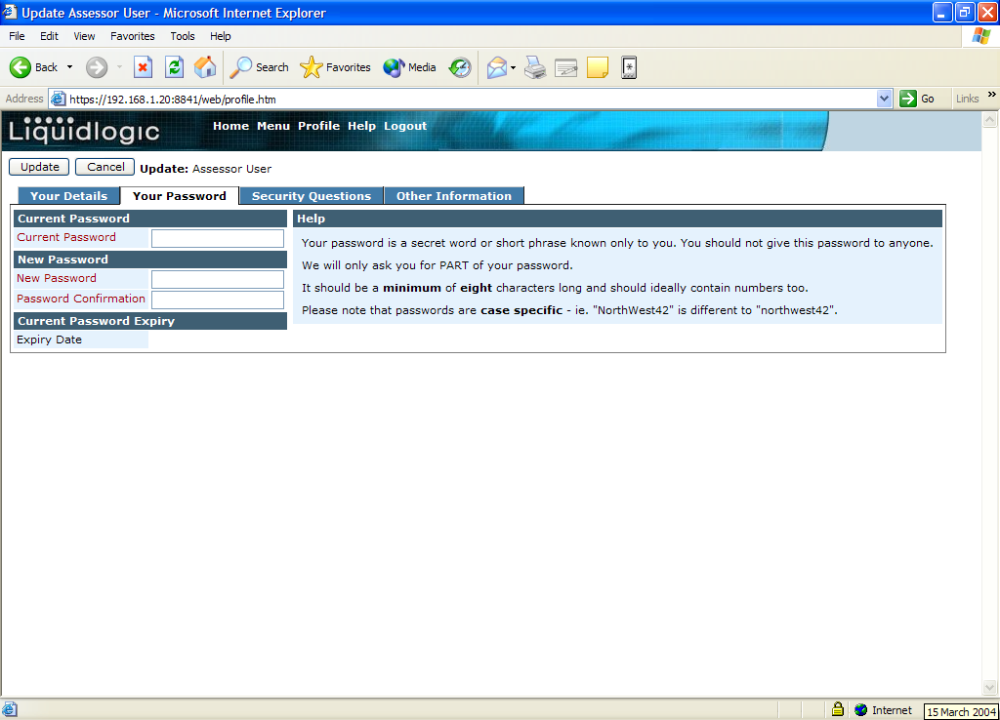 Update Assessor User - Microsoft Internet Explorer
File Edit View Favorites Tools Help
Back Search Favorites Media
Address https://192.168.1.20:8841/web/profile.htm Go Links »
Liquidlogic Home Menu Profile Help Logout
Update Cancel Update: Assessor User
Your Details Your Password Security Questions Other Information
Current Password
Current Password
New Password
New Password
Password Confirmation
Current Password Expiry
Expiry Date
Help
Your password is a secret word or short phrase known only to you. You should not give this password to anyone.
We will only ask you for PART of your password.
It should be a minimum of eight characters long and should ideally contain numbers too.
Please note that passwords are case specific - ie. "NorthWest42" is different to "northwest42".
Internet
15 March 2004